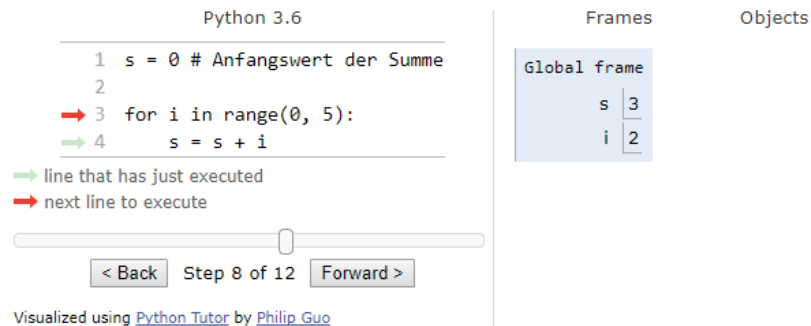 Python 3.6
1 s = 0 # Anfangswert der Summe
2
3 for i in range(0, 5):
4     s = s + i
line that has just executed
next line to execute
< Back Step 8 of 12 Forward >
Visualized using Python Tutor by Philip Guo
Frames Objects
Global frame
s 3
i 2